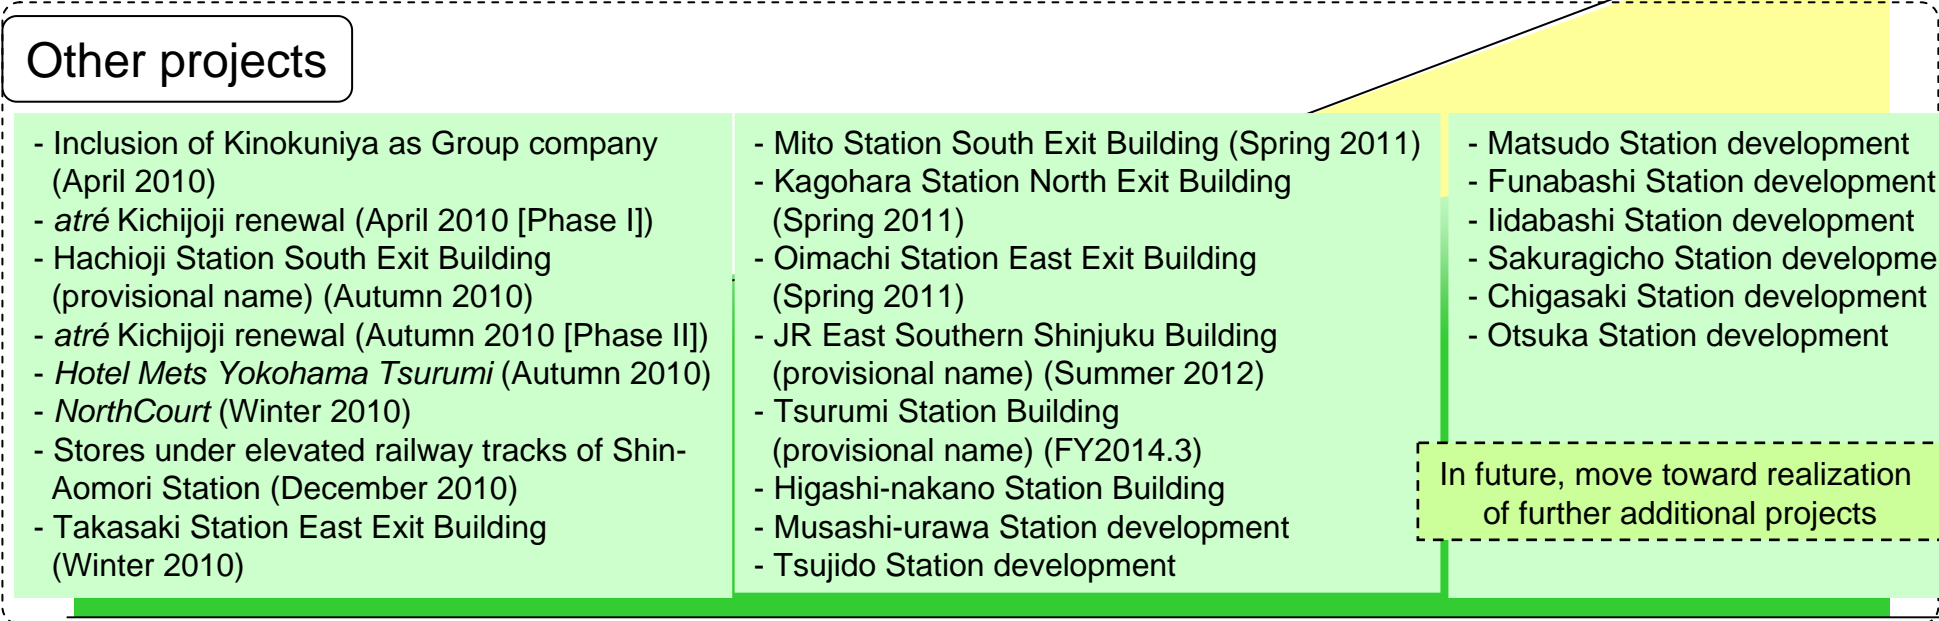 Other projects
- Inclusion of Kinokuniya as Group company
(April 2010)
- atré Kichijoji renewal (April 2010 [Phase I])
- Hachioji Station South Exit Building
(provisional name) (Autumn 2010)
- atré Kichijoji renewal (Autumn 2010 [Phase II])
- Hotel Mets Yokohama Tsurumi (Autumn 2010)
- NorthCourt (Winter 2010)
- Stores under elevated railway tracks of Shin-
Aomori Station (December 2010)
- Takasaki Station East Exit Building
(Winter 2010)
- Mito Station South Exit Building (Spring 2011)
- Kagohara Station North Exit Building
(Spring 2011)
- Oimachi Station East Exit Building
(Spring 2011)
- JR East Southern Shinjuku Building
(provisional name) (Summer 2012)
- Tsurumi Station Building
(provisional name) (FY2014.3)
- Higashi-nakano Station Building
- Musashi-urawa Station development
- Tsujido Station development
- Matsudo Station development
- Funabashi Station development
- Iidabashi Station development
- Sakuragicho Station developme
- Chigasaki Station development
- Otsuka Station development
In future, move toward realization
of further additional projects